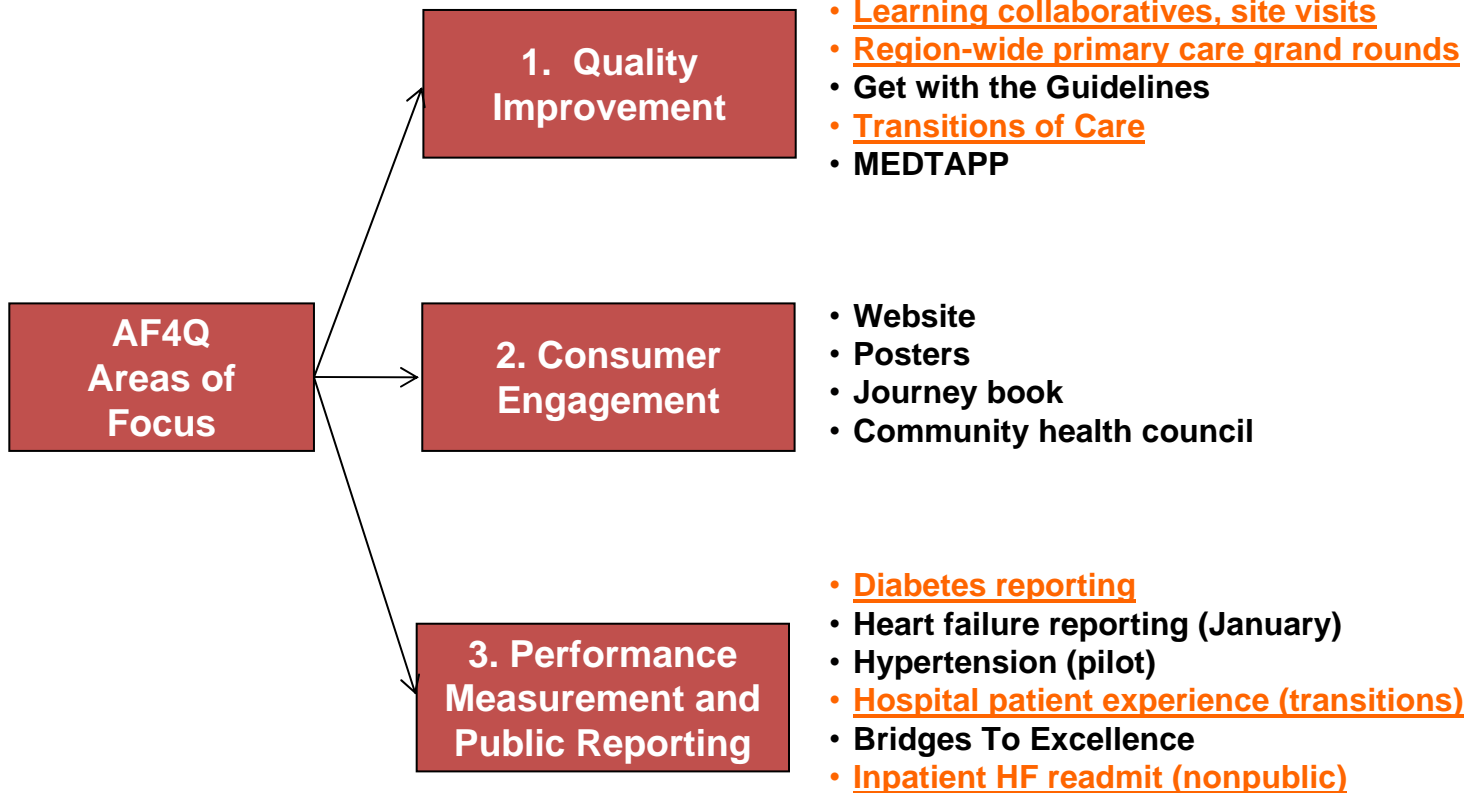 AF4Q
Areas of
Focus
1. Quality
Improvement
• Learning collaboratives, site visits
• Region-wide primary care grand rounds
• Get with the Guidelines
• Transitions of Care
• MEDTAPP
2. Consumer
Engagement
• Website
• Posters
• Journey book
• Community health council
3. Performance
Measurement and
Public Reporting
• Diabetes reporting
• Heart failure reporting (January)
• Hypertension (pilot)
• Hospital patient experience (transitions)
• Bridges To Excellence
• Inpatient HF readmit (nonpublic)